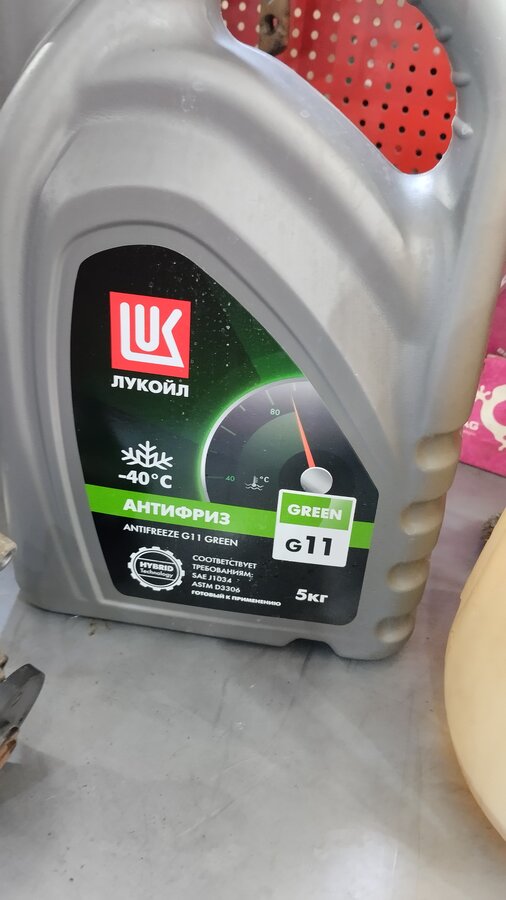 LUK
ЛУКОЙЛ
80
40
°C
-40°C
АНТИФРИЗ
ANTIFREEZE G11 GREEN
GREEN
G11
HYBRID
Technology
СООТВЕТСТВУЕТ
ТРЕБОВАНИЯМ:
SAE J1034
ASTM D3306
ГОТОВЫЙ К ПРИМЕНЕНИЮ
5КГ